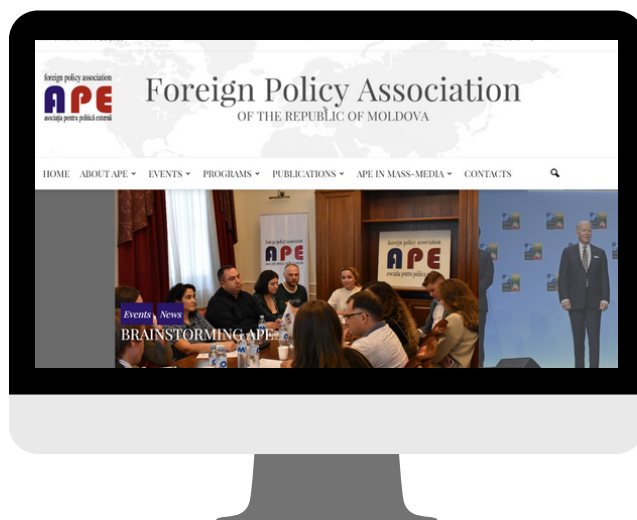 foreign policy association
APE
asociația pentru politică externă
Foreign Policy Association
OF THE REPUBLIC OF MOLDOVA
HOME ABOUT APE EVENTS PROGRAMS PUBLICATIONS APE IN MASS-MEDIA CONTACTS
foreign policy association
APE
foreign policy association
APE
asociația pentru politică
Events News
BRAINSTORMING APE